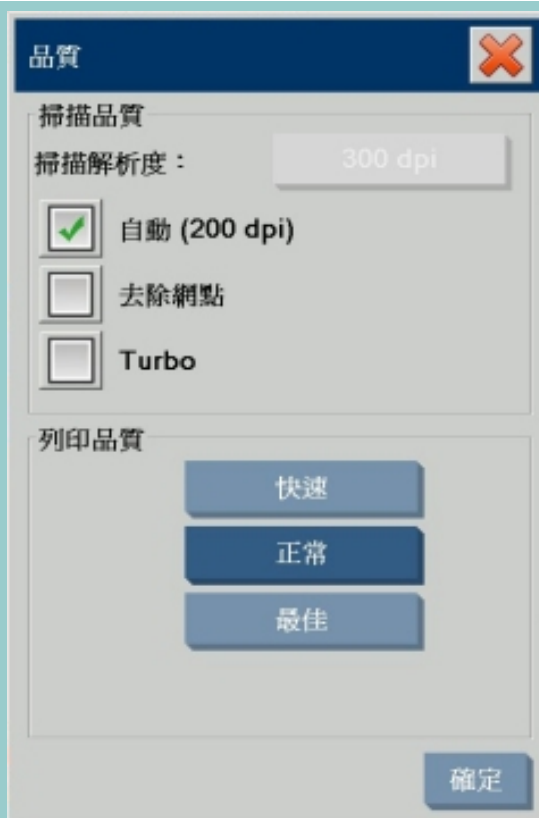 品質
掃描品質
掃描解析度：
300 dpi
自動 (200 dpi)
去除網點
Turbo
列印品質
快速
正常
最佳
確定